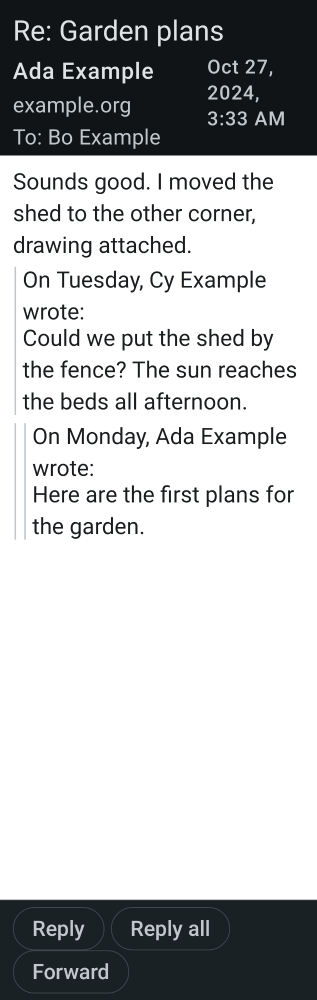 Re: Garden plans
Ada Example
Oct 27,
2024,
3:33 AM
example.org
To: Bo Example
Sounds good. I moved the
shed to the other corner,
drawing attached.
On Tuesday, Cy Example
wrote:
Could we put the shed by
the fence? The sun reaches
the beds all afternoon.
On Monday, Ada Example
wrote:
Here are the first plans for
the garden.
Reply
Reply all
Forward